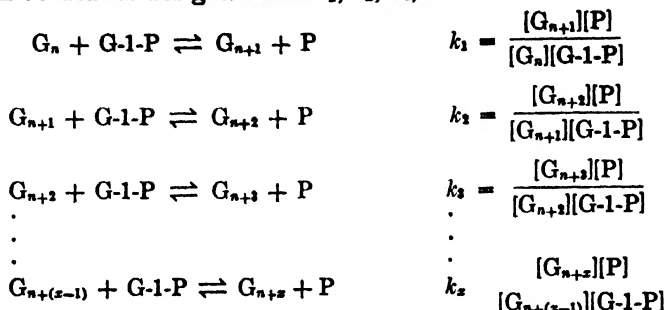 Gₙ + G-1-P ⇌ Gₙ₊₁ + P k₁ = [Gₙ₊₁][P] / [Gₙ][G-1-P]
Gₙ₊₁ + G-1-P ⇌ Gₙ₊₂ + P k₂ = [Gₙ₊₂][P] / [Gₙ₊₁][G-1-P]
Gₙ₊₂ + G-1-P ⇌ Gₙ₊₃ + P k₃ = [Gₙ₊₃][P] / [Gₙ₊₂][G-1-P]
. .
. .
. .
Gₙ₊₍ₓ₋₁₎ + G-1-P ⇌ Gₙ₊ₓ + P kₓ [Gₙ₊ₓ][P] / [Gₙ₊₍ₓ₋₁₎][G-1-P]